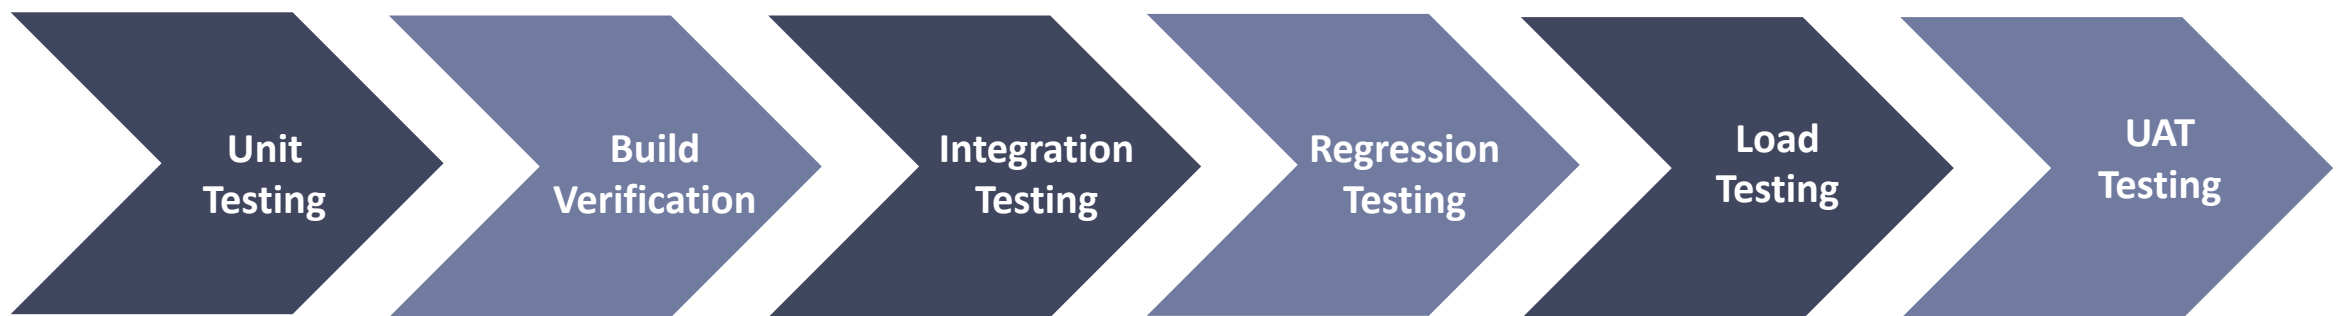 Unit
Testing
Build
Verification
Integration
Testing
Regression
Testing
Load
Testing
UAT
Testing